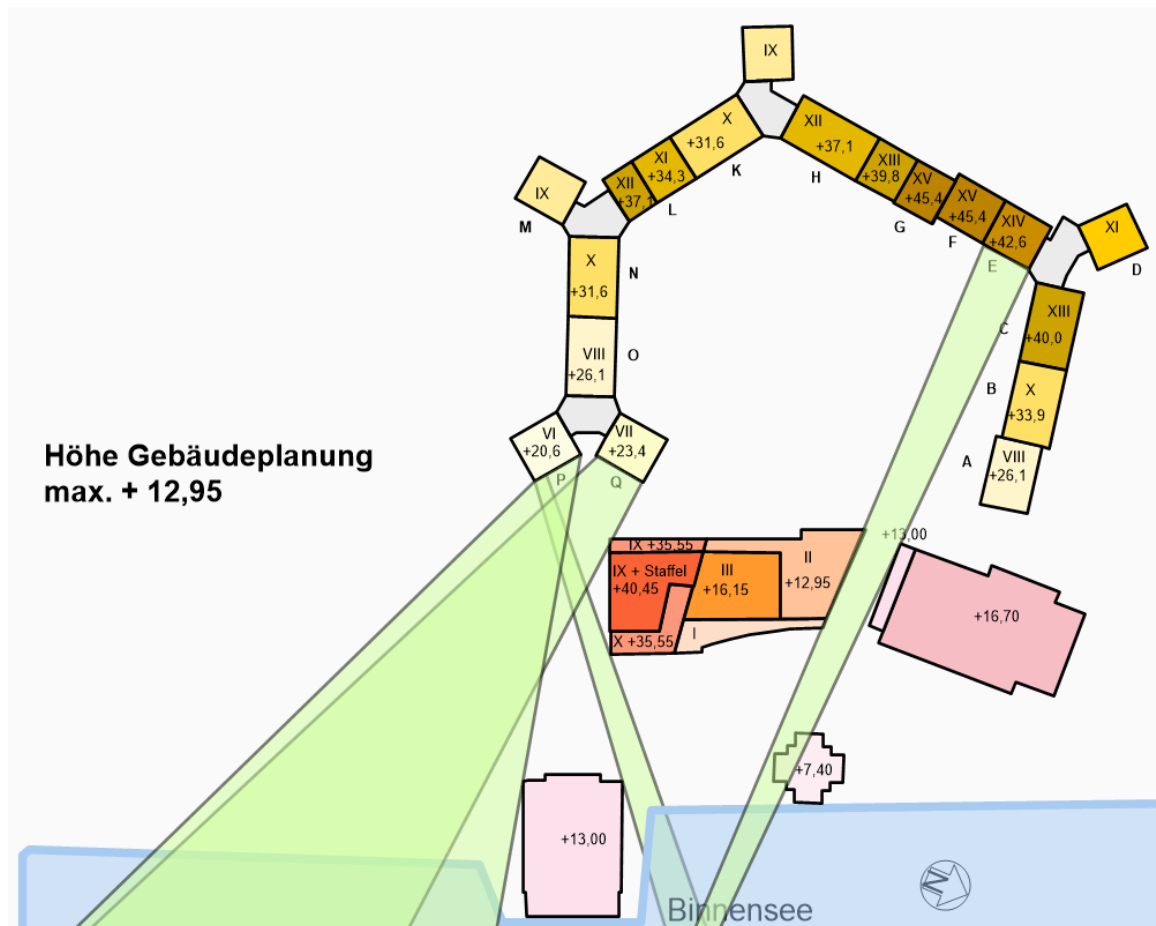 IX
X
+31,6
K
XII
+37,1
H
XI
+34,3
L
XIII
+39,8
XV
+45,4
G
XV
+45,4
F
XIV
+42,6
E
XII
+37,1
IX
M
XI
D
X
+31,6
N
XIII
+40,0
C
VIII
+26,1
O
X
+33,9
B
VI
+20,6
P
VII
+23,4
Q
VIII
+26,1
A
Höhe Gebäudeplanung
max. + 12,95
IX +35,55
IX + Staffel
+40,45
X +35,55
III
+16,15
II
+12,95
I
+13,00
+16,70
+7,40
+13,00
Binnensee
N